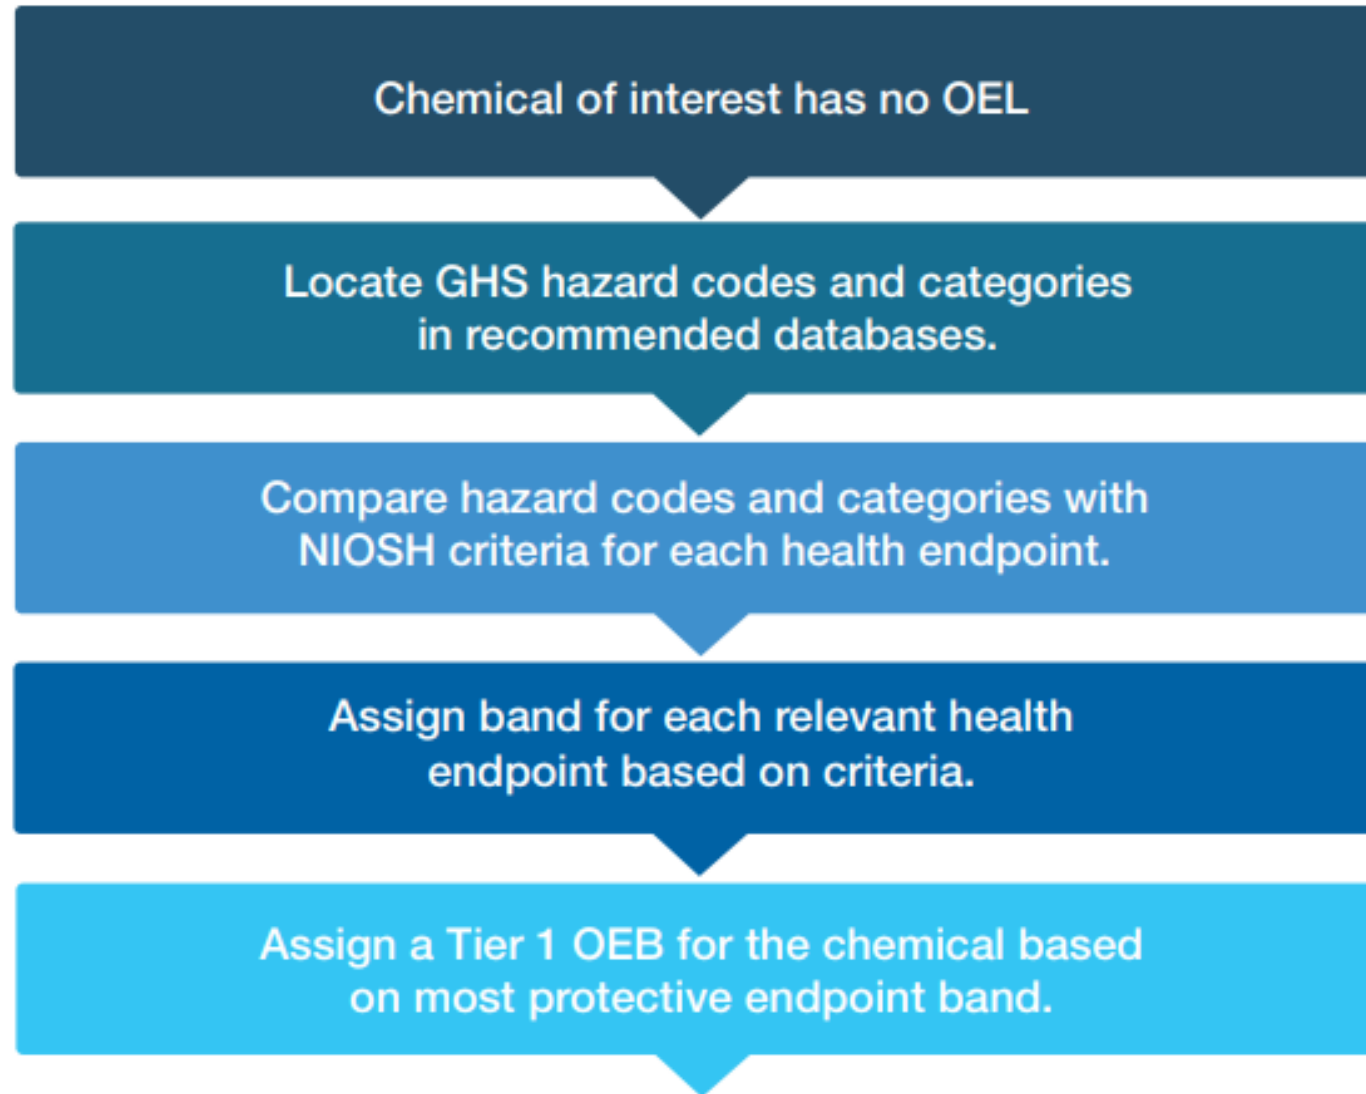 Chemical of interest has no OEL
Locate GHS hazard codes and categories
in recommended databases.
Compare hazard codes and categories with
NIOSH criteria for each health endpoint.
Assign band for each relevant health
endpoint based on criteria.
Assign a Tier 1 OEB for the chemical based
on most protective endpoint band.